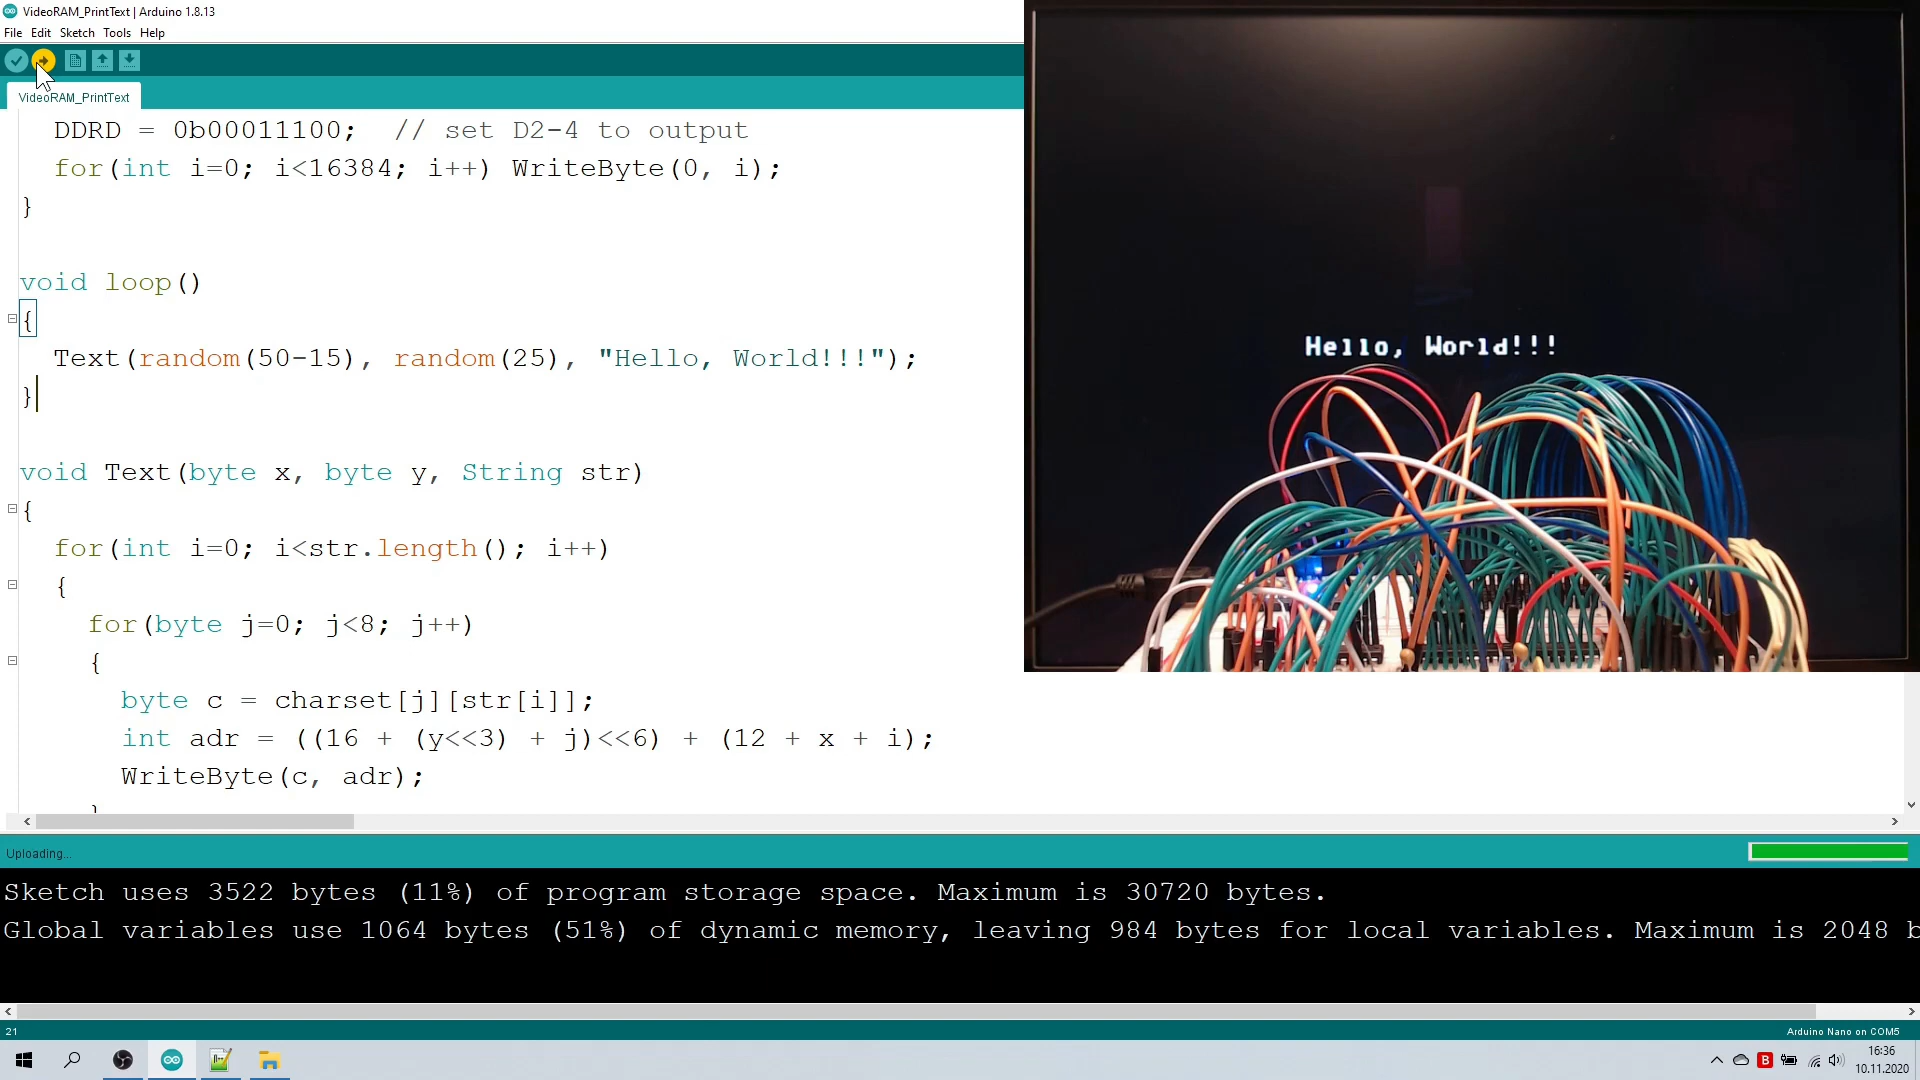 VideoRAM_PrintText | Arduino 1.8.13
File Edit Sketch Tools Help
VideoRAM_PrintText
DDRD = 0b00011100;  // set D2-4 to output
for(int i=0; i<16384; i++) WriteByte(0, i);
}
void loop()
{
Text(random(50-15), random(25), "Hello, World!!!");
}
void Text(byte x, byte y, String str)
{
for(int i=0; i<str.length(); i++)
{
for(byte j=0; j<8; j++)
{
byte c = charset[j][str[i]];
int adr = ((16 + (y<<3) + j)<<6) + (12 + x + i);
WriteByte(c, adr);
}
Hello, World!!!
Uploading...
Sketch uses 3522 bytes (11%) of program storage space. Maximum is 30720 bytes.
Global variables use 1064 bytes (51%) of dynamic memory, leaving 984 bytes for local variables. Maximum is 2048 b
21
Arduino Nano on COM5
16:36
10.11.2020